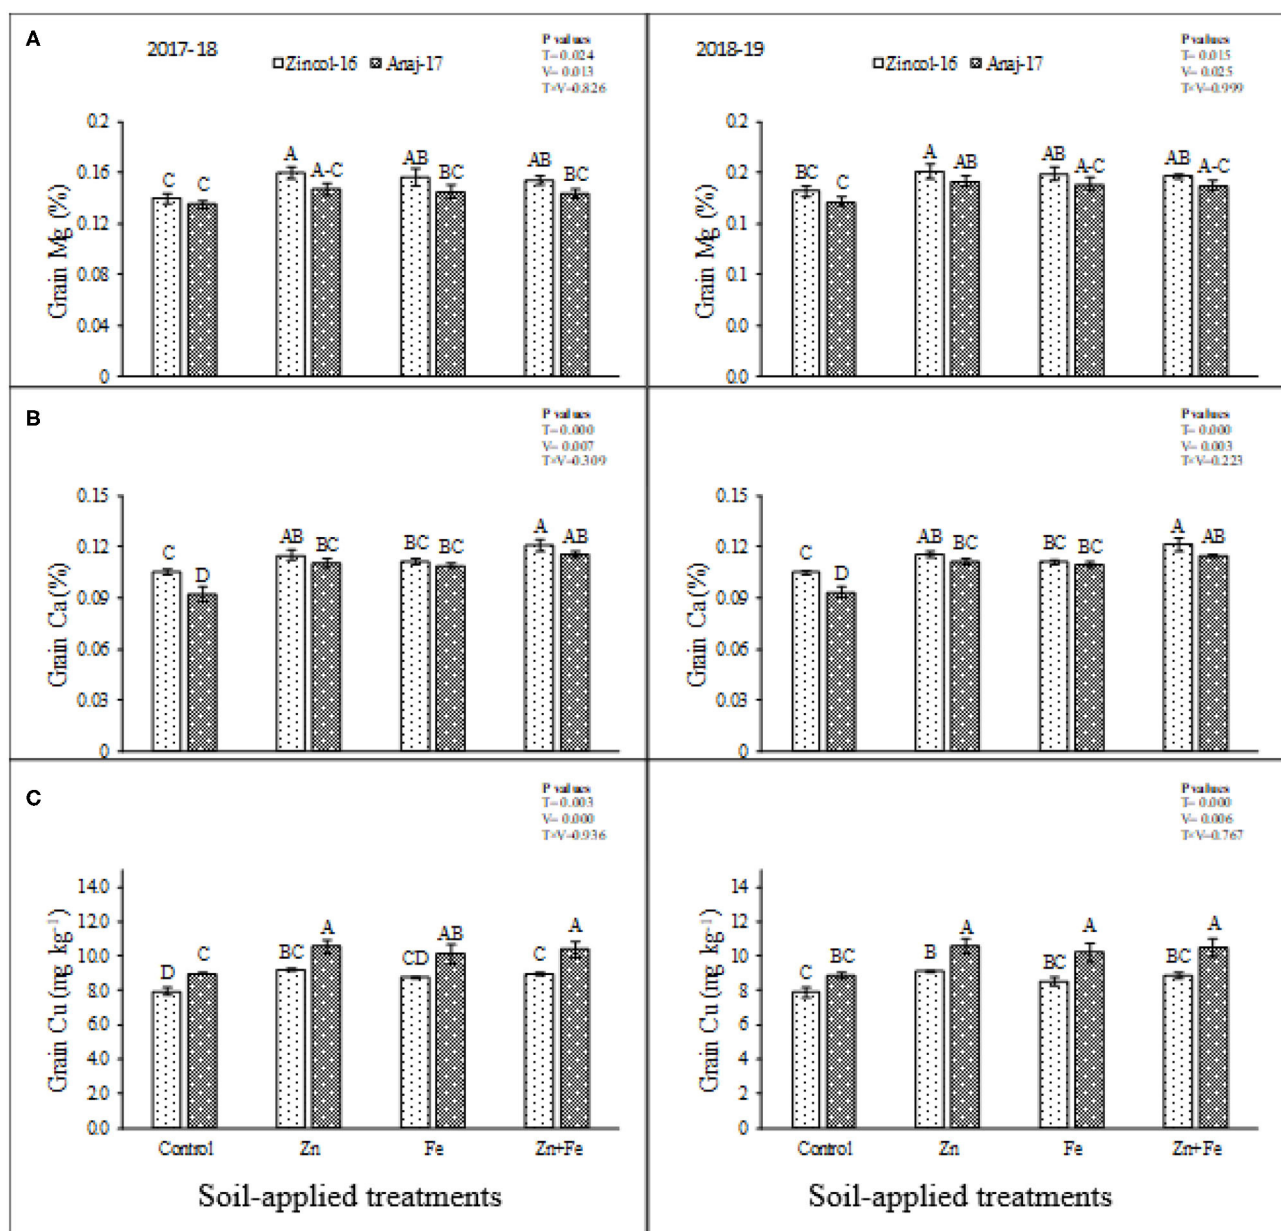 A
2017-18
Zincol-16 Anaj-17
P values
T= 0.024
V= 0.013
T×V=0.826
Grain Mg (%)
0.2
0.16
0.12
0.08
0.04
0
C C A A-C AB BC AB BC
2018-19
Zincol-16 Anaj-17
P values
T= 0.015
V= 0.025
T×V=0.999
Grain Mg (%)
0.2
0.2
0.1
0.1
0.0
0.0
BC C A AB AB A-C AB A-C
B
P values
T= 0.000
V= 0.007
T×V=0.309
Grain Ca (%)
0.15
0.12
0.09
0.06
0.03
0
C D AB BC BC BC A AB
P values
T= 0.000
V= 0.003
T×V=0.223
Grain Ca (%)
0.15
0.12
0.09
0.06
0.03
0
C D AB BC BC BC A AB
C
P values
T= 0.003
V= 0.000
T×V=0.936
Grain Cu (mg kg⁻¹)
14.0
12.0
10.0
8.0
6.0
4.0
2.0
0.0
D C BC A CD AB C A
Control Zn Fe Zn+Fe
Soil-applied treatments
P values
T= 0.000
V= 0.006
T×V=0.767
Grain Cu (mg kg⁻¹)
14
12
10
8
6
4
2
0
C BC B A BC A BC A
Control Zn Fe Zn+Fe
Soil-applied treatments